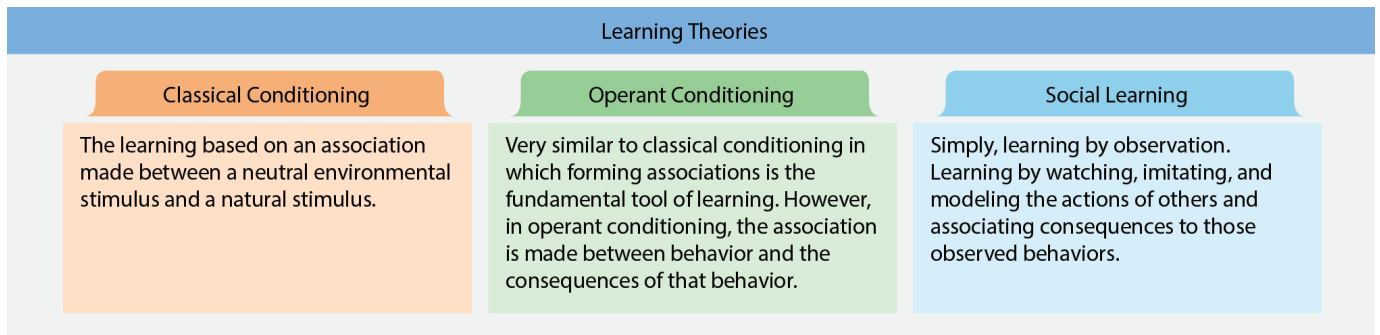 Learning Theories
Classical Conditioning
The learning based on an association
made between a neutral environmental
stimulus and a natural stimulus.
Operant Conditioning
Very similar to classical conditioning in
which forming associations is the
fundamental tool of learning. However,
in operant conditioning, the association
is made between behavior and the
consequences of that behavior.
Social Learning
Simply, learning by observation.
Learning by watching, imitating, and
modeling the actions of others and
associating consequences to those
observed behaviors.